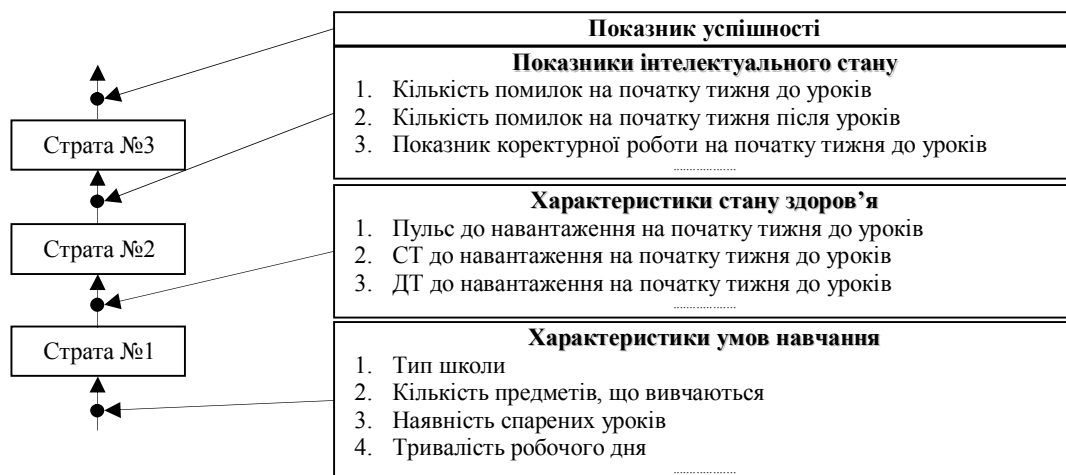 Показник успішності
Показники інтелектуального стану
1. Кількість помилок на початку тижня до уроків
2. Кількість помилок на початку тижня після уроків
3. Показник коректурної роботи на початку тижня до уроків
....................
Страта №3
Характеристики стану здоров’я
1. Пульс до навантаження на початку тижня до уроків
2. СТ до навантаження на початку тижня до уроків
3. ДТ до навантаження на початку тижня до уроків
....................
Страта №2
Характеристики умов навчання
1. Тип школи
2. Кількість предметів, що вивчаються
3. Наявність спарених уроків
4. Тривалість робочого дня
....................
Страта №1